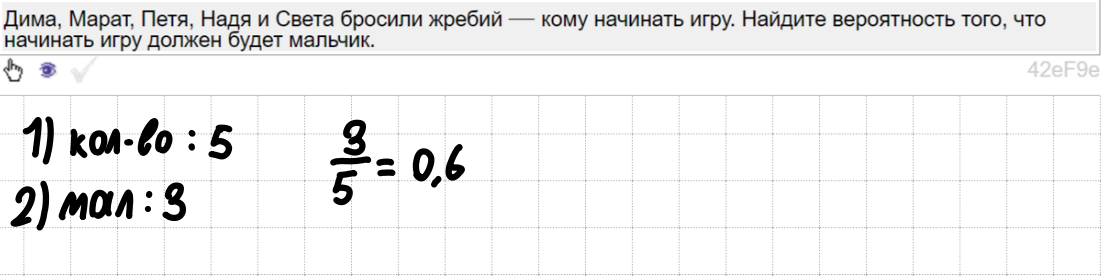 Дима, Марат, Петя, Надя и Света бросили жребий — кому начинать игру. Найдите вероятность того, что
начинать игру должен будет мальчик.
42eF9e
1) кол-во : 5
2) мал : 3
3/5 = 0,6